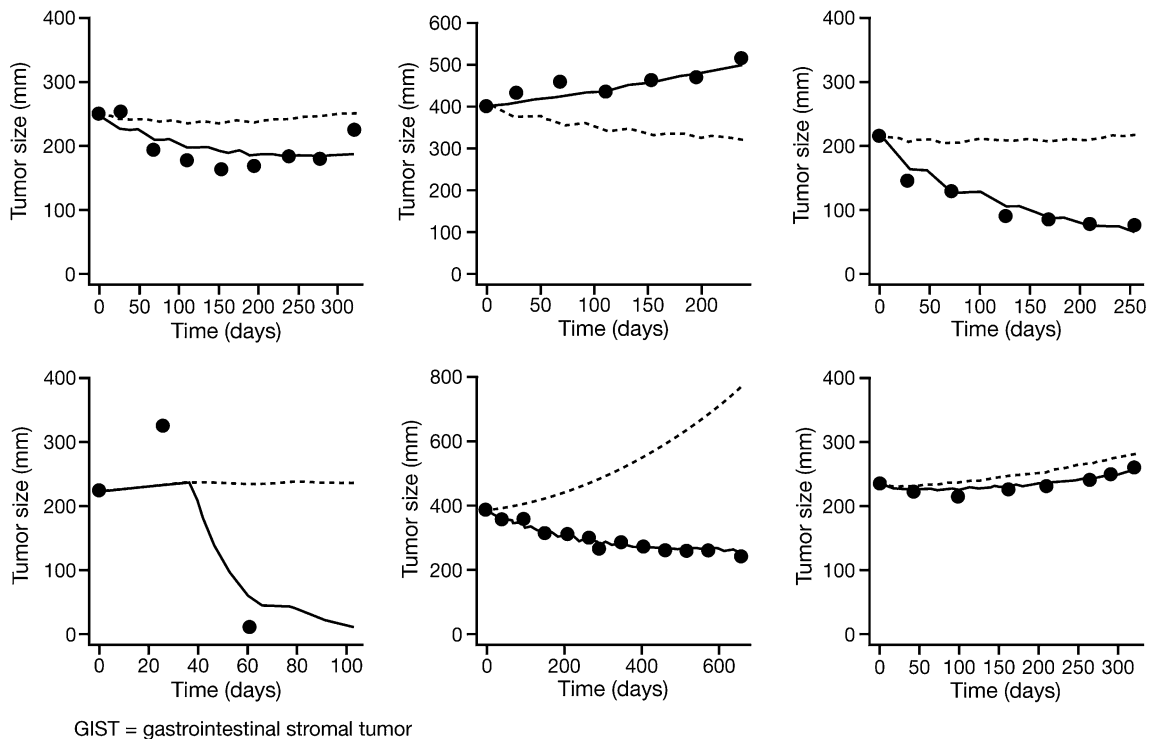 Tumor size (mm)
400
300
200
100
0
0 50 100 150 200 250 300
Time (days)
Tumor size (mm)
600
500
400
300
200
100
0
0 50 100 150 200
Time (days)
Tumor size (mm)
400
300
200
100
0
0 50 100 150 200 250
Time (days)
Tumor size (mm)
400
300
200
100
0
0 20 40 60 80 100
Time (days)
Tumor size (mm)
800
600
400
200
0
0 200 400 600
Time (days)
Tumor size (mm)
400
300
200
100
0
0 50 100 150 200 250 300
Time (days)
GIST = gastrointestinal stromal tumor